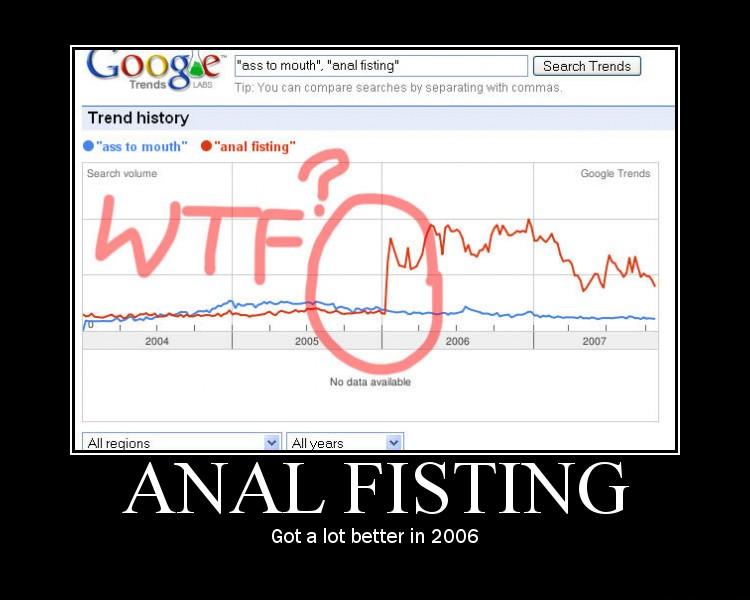 Google
Trends LABS
"ass to mouth", "anal fisting"
Search Trends
Tip: You can compare searches by separating with commas.
Trend history
"ass to mouth" "anal fisting"
Search volume
Google Trends
WTF?
0
2004 2005 2006 2007
No data available
All regions All years
ANAL FISTING
Got a lot better in 2006